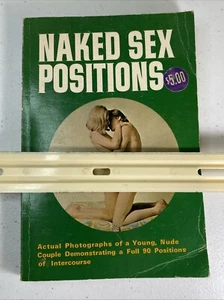 NAKED SEX
POSITIONS
$5.00
Actual Photographs of a Young, Nude
Couple Demonstrating a Full 90 Positions
of Intercourse